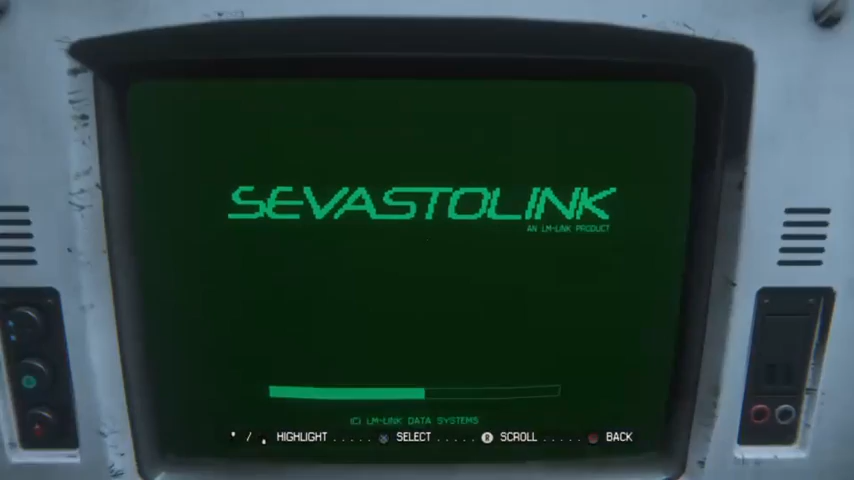 SEVASTOLINK
AN LM-LINK PRODUCT
(C) LM-LINK DATA SYSTEMS
/ HIGHLIGHT ..... SELECT ..... R SCROLL ..... BACK